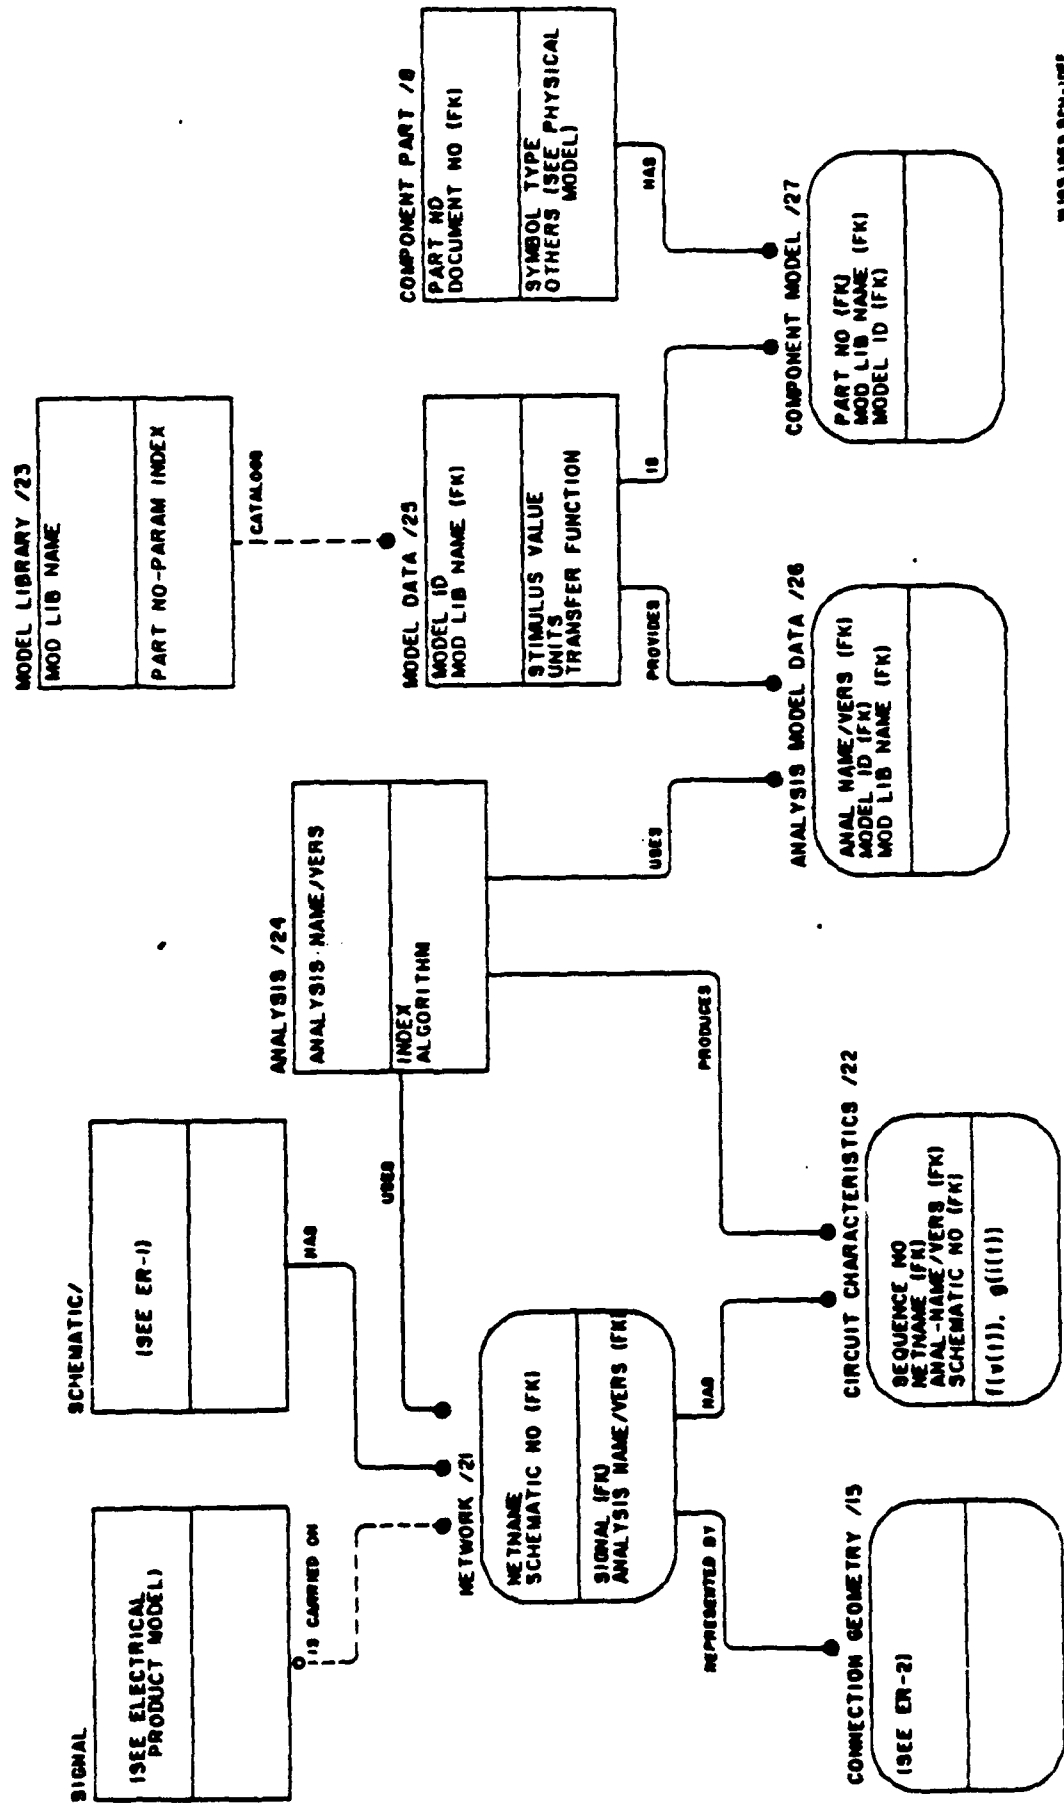 SIGNAL
(SEE ELECTRICAL
PRODUCT MODEL)
IS CARRIED ON
SCHEMATIC/
(SEE ER-1)
HAS
ANALYSIS /24
ANALYSIS NAME/VERS
INDEX
ALGORITHM
USES
USES
PRODUCES
MODEL LIBRARY /23
MOD LIB NAME
PART NO-PARAM INDEX
CATALOGS
MODEL DATA /25
MODEL ID
MOD LIB NAME (FK)
STIMULUS VALUE
UNITS
TRANSFER FUNCTION
PROVIDES
IS
COMPONENT PART /8
PART NO
DOCUMENT NO (FK)
SYMBOL TYPE
OTHERS (SEE PHYSICAL
MODEL)
HAS
NETWORK /21
NETNAME
SCHEMATIC NO (FK)
SIGNAL (FK)
ANALYSIS NAME/VERS (FK)
REPRESENTED BY
HAS
CONNECTION GEOMETRY /15
(SEE ER-2)
CIRCUIT CHARACTERISTICS /22
SEQUENCE NO
NETNAME (FK)
ANAL-NAME/VERS (FK)
SCHEMATIC NO (FK)
f(v(t)), g(i(t))
ANALYSIS MODEL DATA /26
ANAL NAME/VERS (FK)
MODEL ID (FK)
MOD LIB NAME (FK)
COMPONENT MODEL /27
PART NO (FK)
MOD LIB NAME (FK)
MODEL ID (FK)